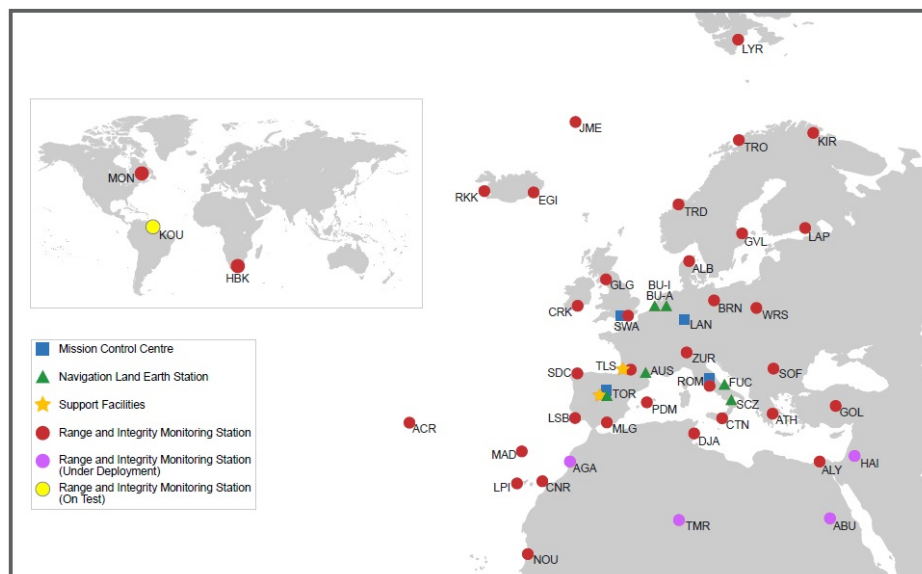 LYR
JME
TRO
KIR
RKK
EGI
TRD
GVL
LAP
ALB
MON
KOU
HBK
GLG
BU-I
BU-A
CRK
SWA
LAN
BRN
WRS
Mission Control Centre
Navigation Land Earth Station
Support Facilities
Range and Integrity Monitoring Station
Range and Integrity Monitoring Station
(Under Deployment)
Range and Integrity Monitoring Station
(On Test)
ZUR
TLS
AUS
SDC
ROM
FUC
SOF
TOR
SCZ
PDM
LSB
MLG
CTN
ATH
GOL
ACR
DJA
MAD
AGA
ALY
HAI
LPI
CNR
TMR
ABU
NOU